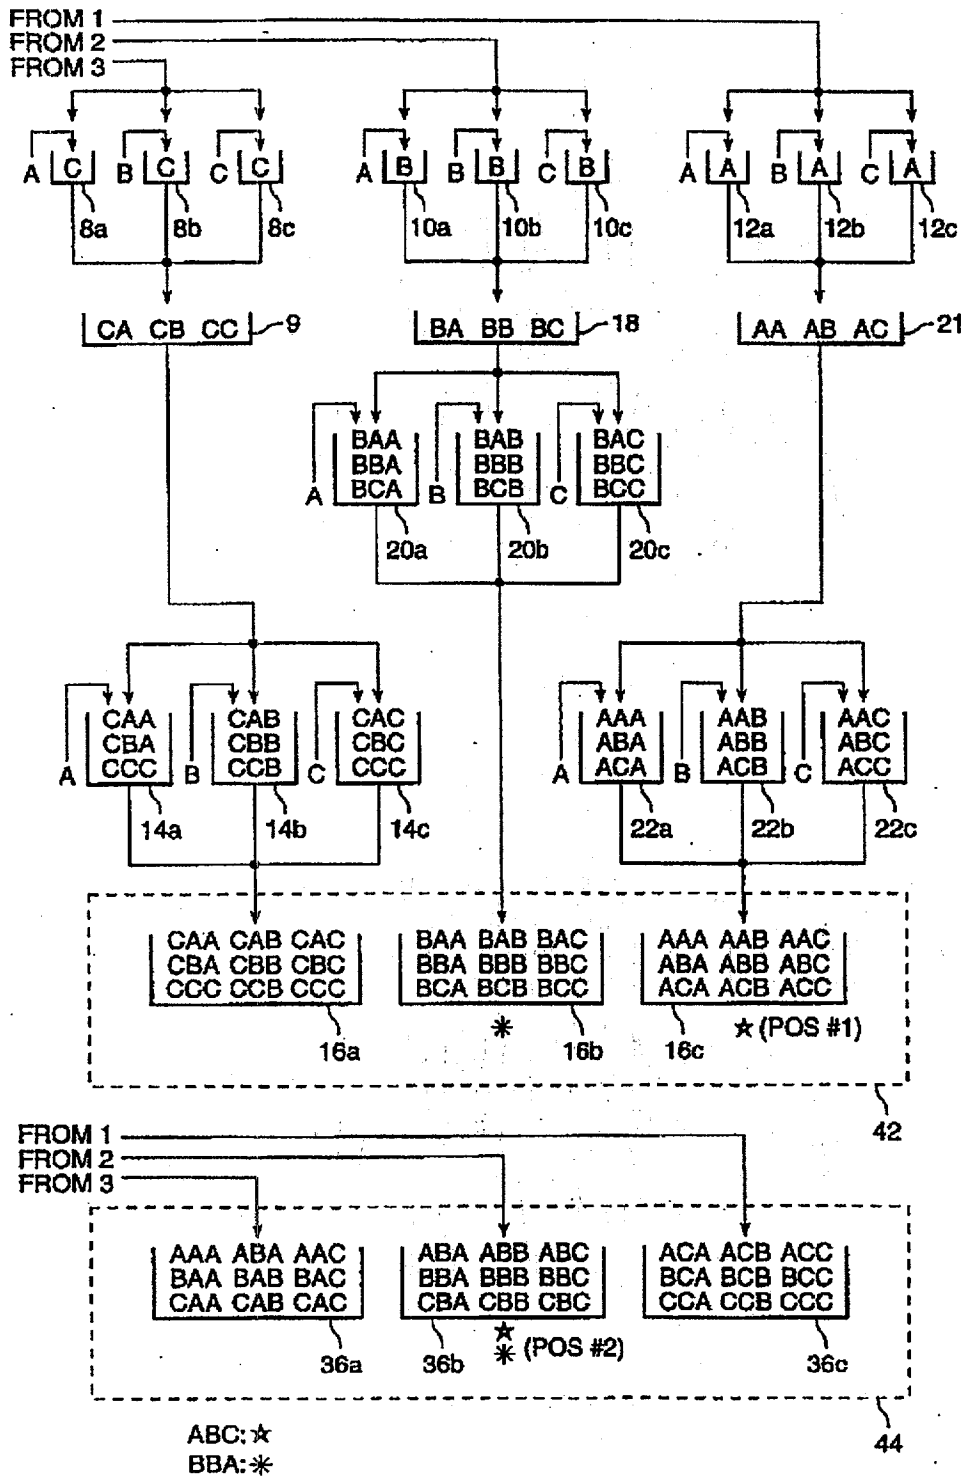 FROM 1
FROM 2
FROM 3
A C B C C C A B B B C B A A B A C A
8a 8b 8c 10a 10b 10c 12a 12b 12c
CA CB CC 9 BA BB BC 18 AA AB AC 21
BAA BAB BAC
BBA BBB BBC
A BCA B BCB C BCC
20a 20b 20c
CAA CAB CAC AAA AAB AAC
CBA CBB CBC ABA ABB ABC
A CCC B CCB C CCC A ACA B ACB C ACC
14a 14b 14c 22a 22b 22c
CAA CAB CAC BAA BAB BAC AAA AAB AAC
CBA CBB CBC BBA BBB BBC ABA ABB ABC
CCC CCB CCC BCA BCB BCC ACA ACB ACC
16a ✳ 16b 16c ☆ (POS #1)
42
FROM 1
FROM 2
FROM 3
AAA ABA AAC ABA ABB ABC ACA ACB ACC
BAA BAB BAC BBA BBB BBC BCA BCB BCC
CAA CAB CAC CBA CBB CBC CCA CCB CCC
36a 36b ☆ ✳ (POS #2) 36c
44
ABC: ☆
BBA: ✳